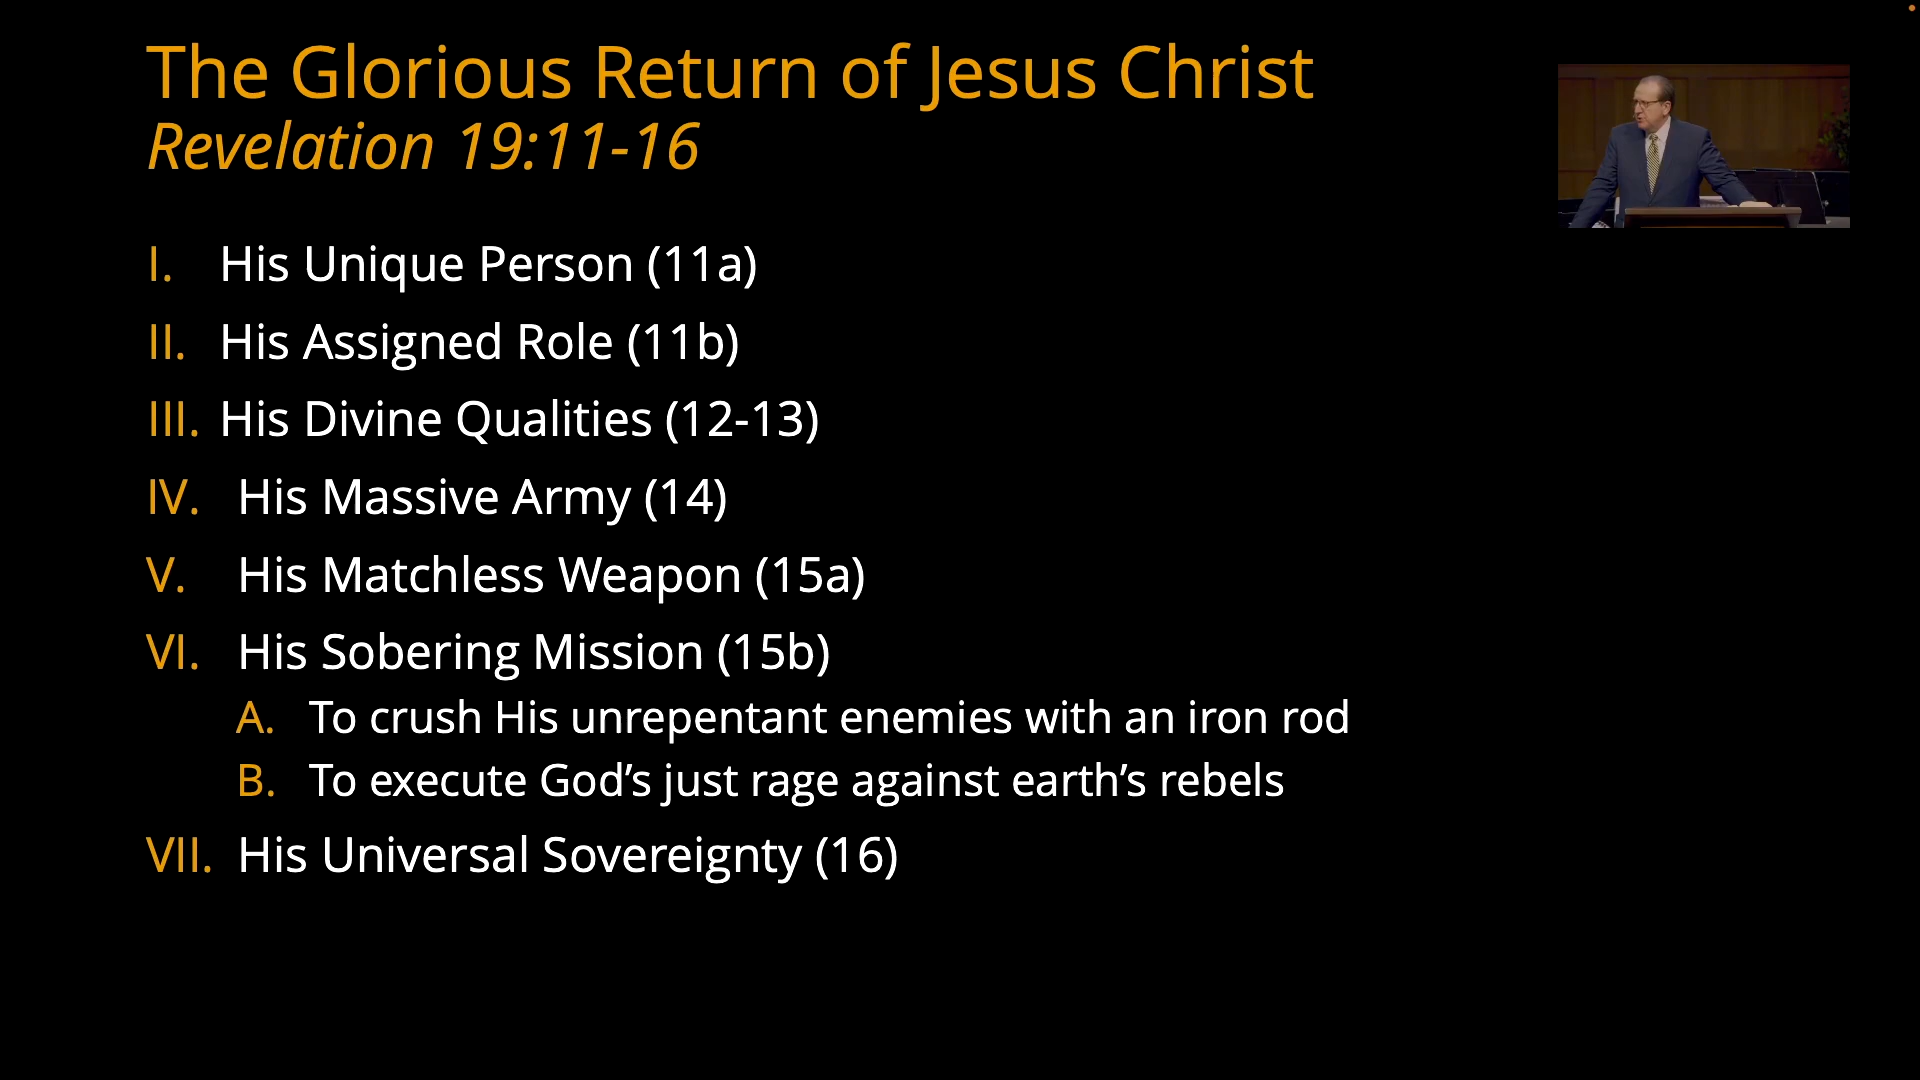 The Glorious Return of Jesus Christ
Revelation 19:11-16
I. His Unique Person (11a)
II. His Assigned Role (11b)
III. His Divine Qualities (12-13)
IV. His Massive Army (14)
V. His Matchless Weapon (15a)
VI. His Sobering Mission (15b)
A. To crush His unrepentant enemies with an iron rod
B. To execute God’s just rage against earth’s rebels
VII. His Universal Sovereignty (16)